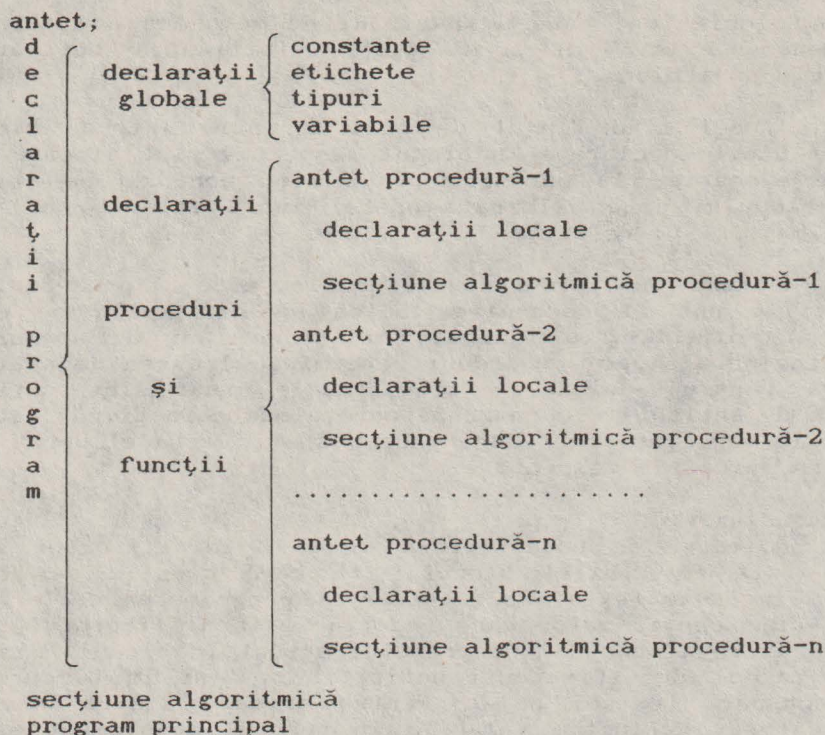 antet;
declarații program
declarații globale
constante
etichete
tipuri
variabile
declarații proceduri și funcții
antet procedură-1
declarații locale
secțiune algoritmică procedură-1
antet procedură-2
declarații locale
secțiune algoritmică procedură-2
. . . . . . . . . . . . . . . . . . . . . . .
antet procedură-n
declarații locale
secțiune algoritmică procedură-n
secțiune algoritmică
program principal